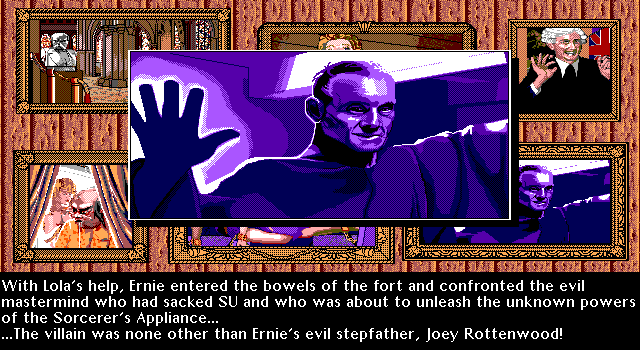 With Lola's help, Ernie entered the bowels of the fort and confronted the evil
mastermind who had sacked SU and who was about to unleash the unknown powers
of the Sorcerer's Appliance...
...The villain was none other than Ernie's evil stepfather, Joey Rottenwood!